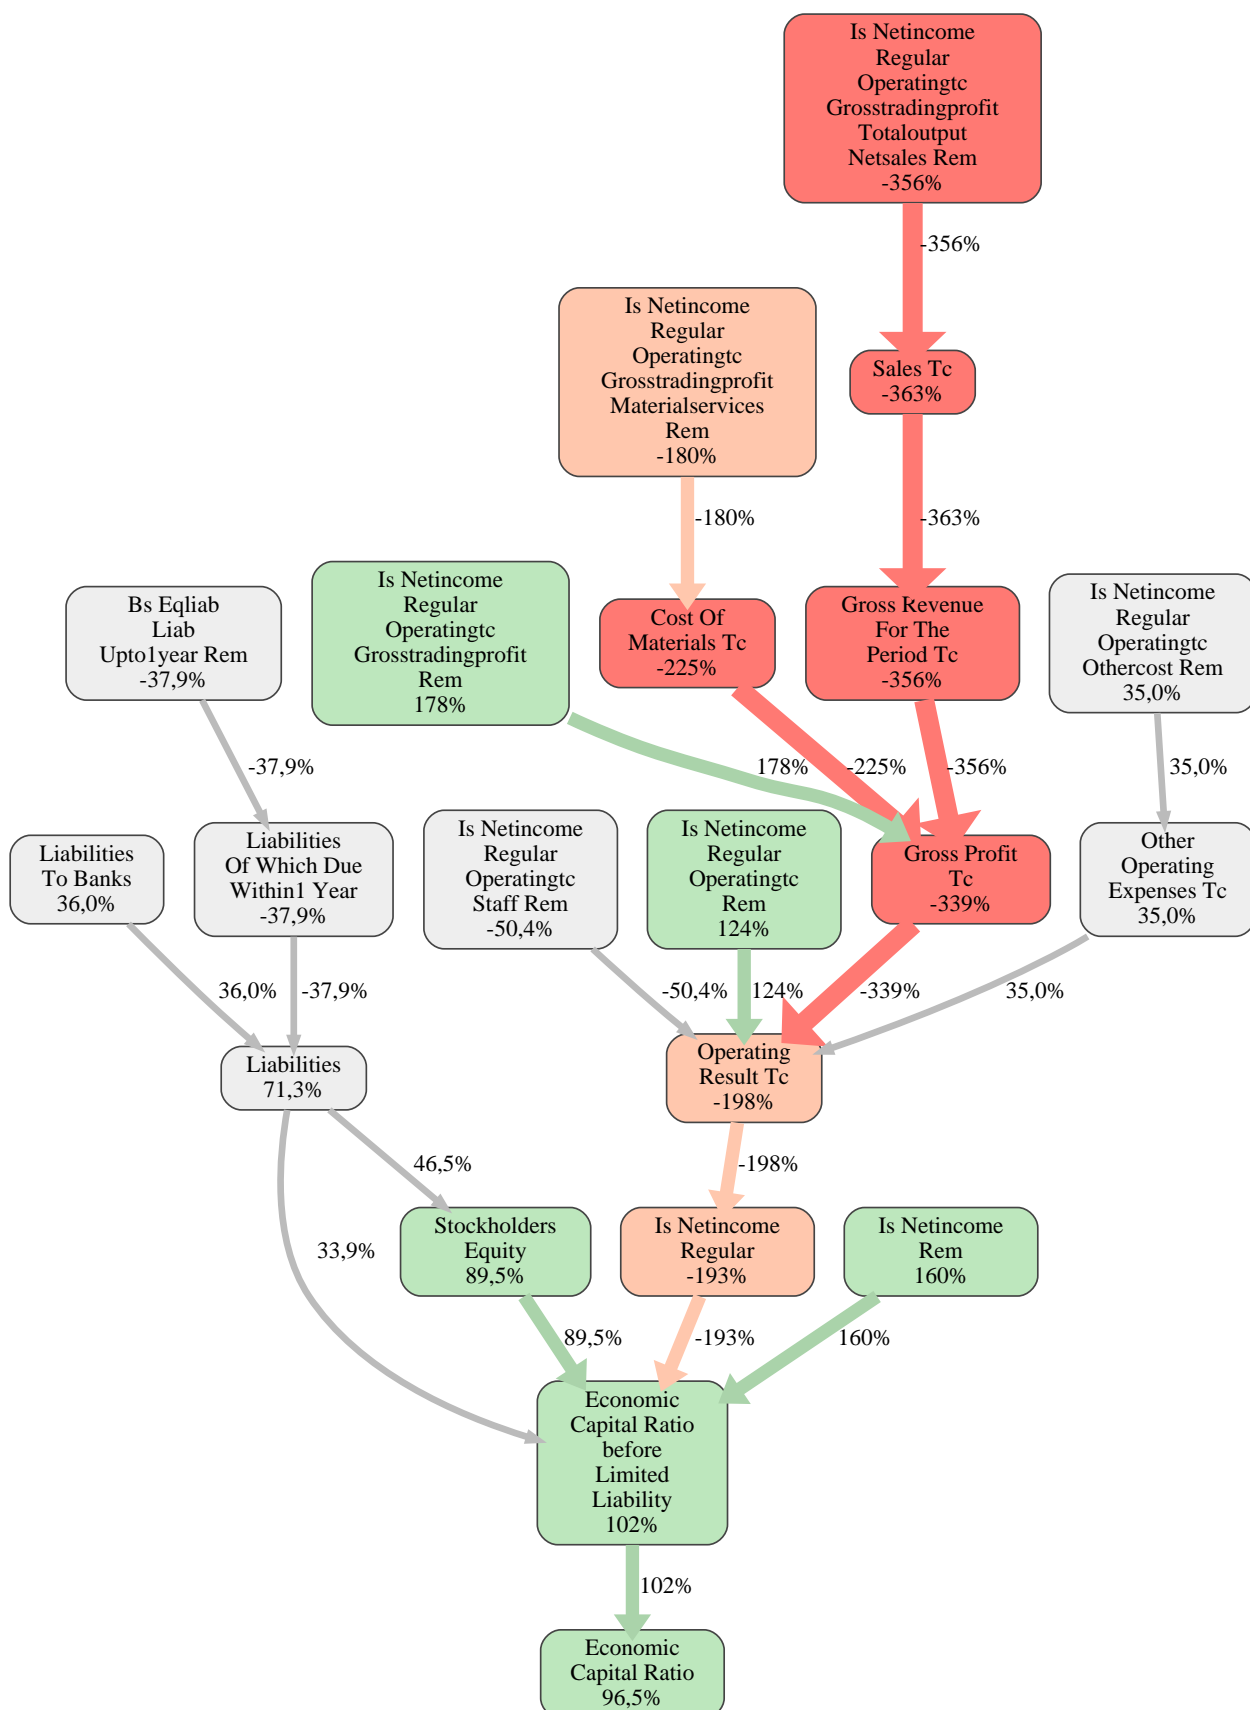 Is Netincome
Regular
Operatingtc
Grosstradingprofit
Totaloutput
Netsales Rem
-356%
-356%
Is Netincome
Regular
Operatingtc
Grosstradingprofit
Materialservices
Rem
-180%
Sales Tc
-363%
-180%
-363%
Bs Eqliab
Liab
Upto1year Rem
-37,9%
Is Netincome
Regular
Operatingtc
Grosstradingprofit
Rem
178%
Cost Of
Materials Tc
-225%
Gross Revenue
For The
Period Tc
-356%
Is Netincome
Regular
Operatingtc
Othercost Rem
35,0%
-37,9%
178%
-225%
-356%
35,0%
Liabilities
To Banks
36,0%
Liabilities
Of Which Due
Within1 Year
-37,9%
Is Netincome
Regular
Operatingtc
Staff Rem
-50,4%
Is Netincome
Regular
Operatingtc
Rem
124%
Gross Profit
Tc
-339%
Other
Operating
Expenses Tc
35,0%
36,0%
-37,9%
-50,4%
124%
-339%
35,0%
Liabilities
71,3%
Operating
Result Tc
-198%
46,5%
-198%
33,9%
Stockholders
Equity
89,5%
Is Netincome
Regular
-193%
Is Netincome
Rem
160%
89,5%
-193%
160%
Economic
Capital Ratio
before
Limited
Liability
102%
102%
Economic
Capital Ratio
96,5%